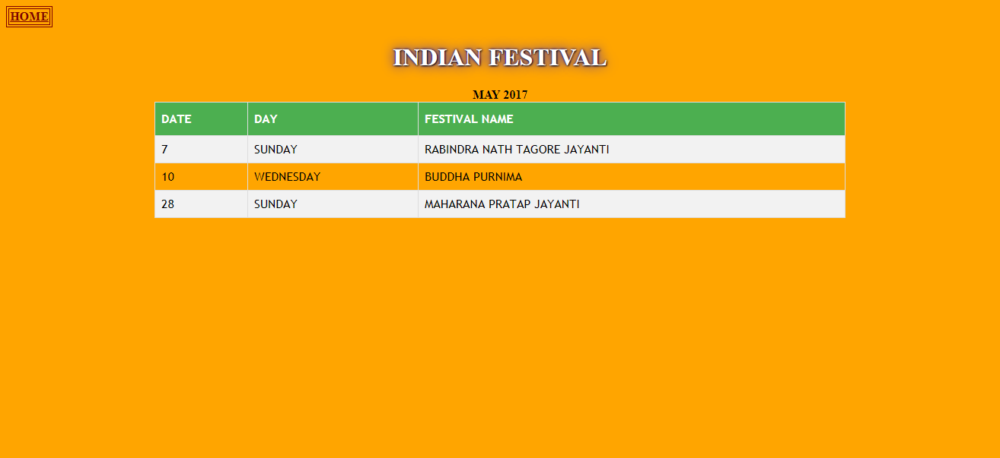 HOME
INDIAN FESTIVAL
MAY 2017
DATE DAY FESTIVAL NAME
7 SUNDAY RABINDRA NATH TAGORE JAYANTI
10 WEDNESDAY BUDDHA PURNIMA
28 SUNDAY MAHARANA PRATAP JAYANTI